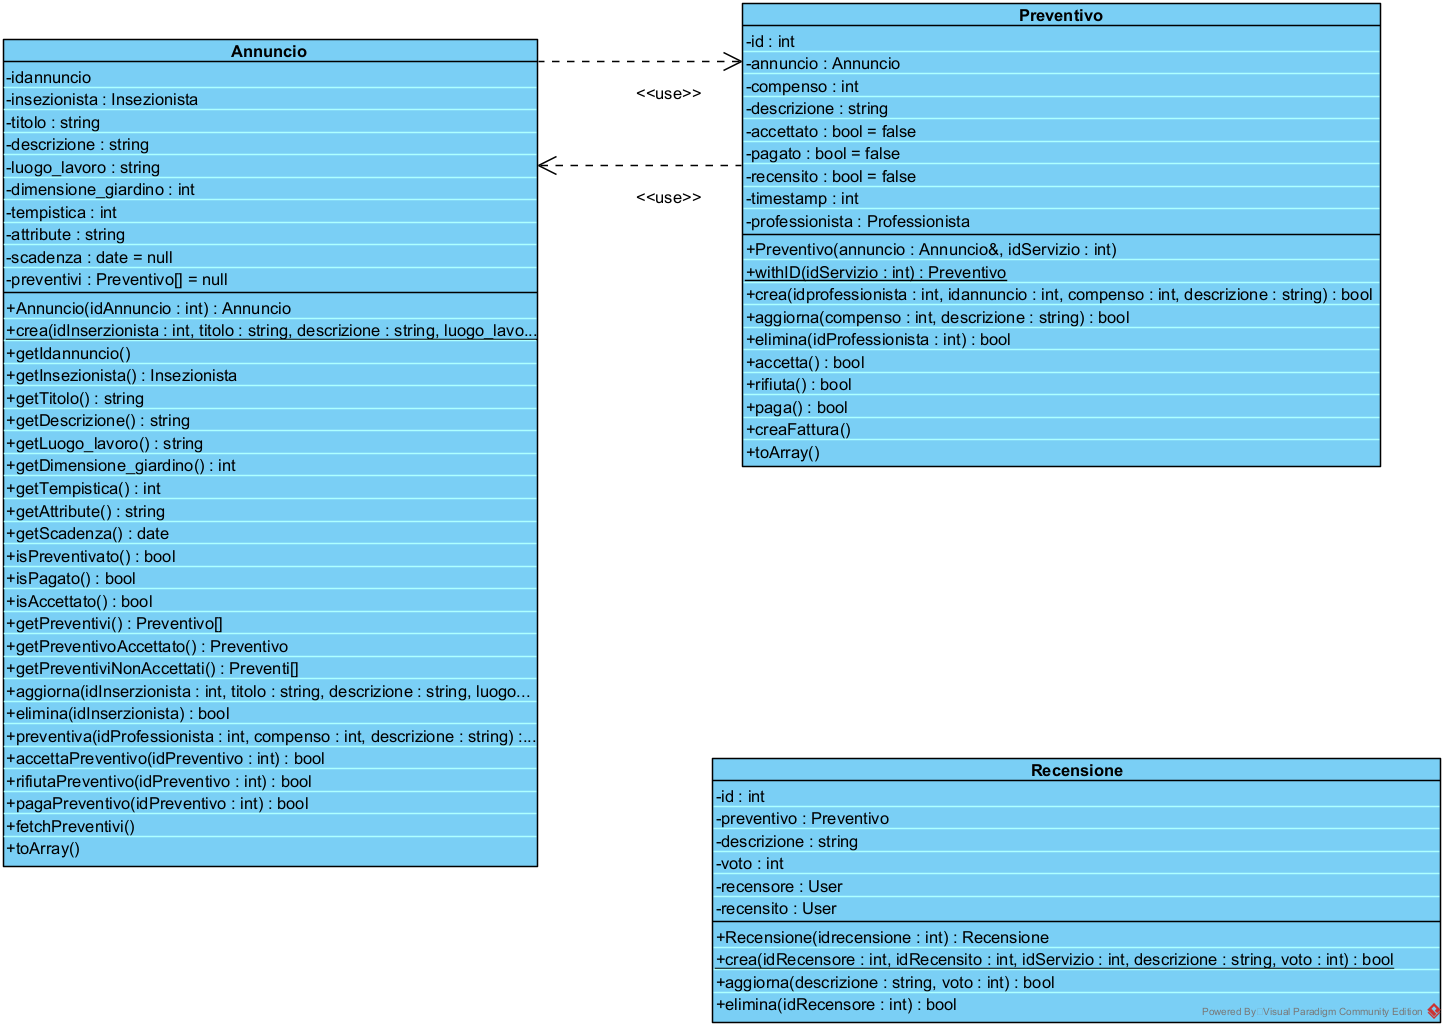 Annuncio
-idannuncio
-insezionista : Insezionista
-titolo : string
-descrizione : string
-luogo_lavoro : string
-dimensione_giardino : int
-tempistica : int
-attribute : string
-scadenza : date = null
-preventivi : Preventivo[] = null
+Annuncio(idAnnuncio : int) : Annuncio
+crea(idInserzionista : int, titolo : string, descrizione : string, luogo_lavo...
+getIdannuncio()
+getInsezionista() : Insezionista
+getTitolo() : string
+getDescrizione() : string
+getLuogo_lavoro() : string
+getDimensione_giardino() : int
+getTempistica() : int
+getAttribute() : string
+getScadenza() : date
+isPreventivato() : bool
+isPagato() : bool
+isAccettato() : bool
+getPreventivi() : Preventivo[]
+getPreventivoAccettato() : Preventivo
+getPreventiviNonAccettati() : Preventi[]
+aggiorna(idInserzionista : int, titolo : string, descrizione : string, luogo...
+elimina(idInserzionista) : bool
+preventiva(idProfessionista : int, compenso : int, descrizione : string) :...
+accettaPreventivo(idPreventivo : int) : bool
+rifiutaPreventivo(idPreventivo : int) : bool
+pagaPreventivo(idPreventivo : int) : bool
+fetchPreventivi()
+toArray()
<<use>>
<<use>>
Preventivo
-id : int
-annuncio : Annuncio
-compenso : int
-descrizione : string
-accettato : bool = false
-pagato : bool = false
-recensito : bool = false
-timestamp : int
-professionista : Professionista
+Preventivo(annuncio : Annuncio&, idServizio : int)
+withID(idServizio : int) : Preventivo
+crea(idprofessionista : int, idannuncio : int, compenso : int, descrizione : string) : bool
+aggiorna(compenso : int, descrizione : string) : bool
+elimina(idProfessionista : int) : bool
+accetta() : bool
+rifiuta() : bool
+paga() : bool
+creaFattura()
+toArray()
Recensione
-id : int
-preventivo : Preventivo
-descrizione : string
-voto : int
-recensore : User
-recensito : User
+Recensione(idrecensione : int) : Recensione
+crea(idRecensore : int, idRecensito : int, idServizio : int, descrizione : string, voto : int) : bool
+aggiorna(descrizione : string, voto : int) : bool
+elimina(idRecensore : int) : bool
Powered By Visual Paradigm Community Edition